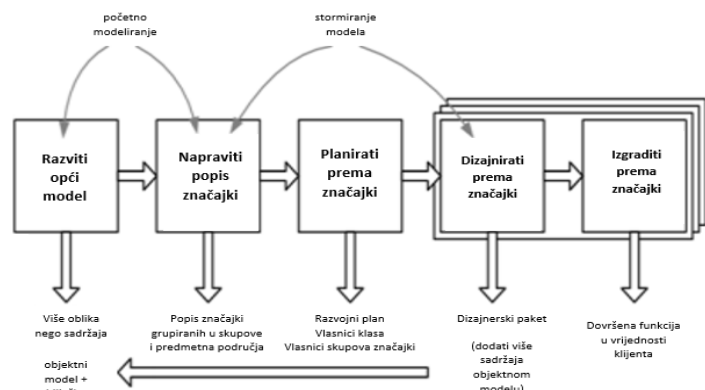 početno
modeliranje
stormiranje
modela
Razviti
opći
model
Napraviti
popis
značajki
Planirati
prema
značajki
Dizajnirati
prema
značajki
Izgraditi
prema
značajki
Više oblika
nego sadržaja
objektni
model +
Popis značajki
grupiranih u skupove
i predmetna područja
Razvojni plan
Vlasnici klasa
Vlasnici skupova značajki
Dizajnerski paket
(dodati više
sadržaja
objektnom
modelu)
Dovršena funkcija
u vrijednosti
klijenta